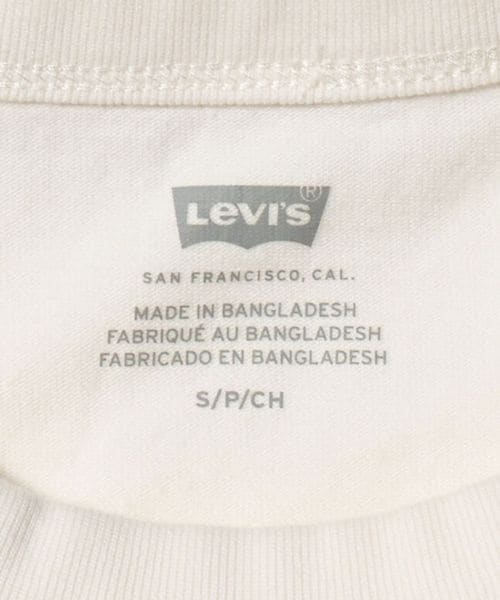 Levi's®
SAN FRANCISCO, CAL.
MADE IN BANGLADESH
FABRIQUÉ AU BANGLADESH
FABRICADO EN BANGLADESH
S/P/CH